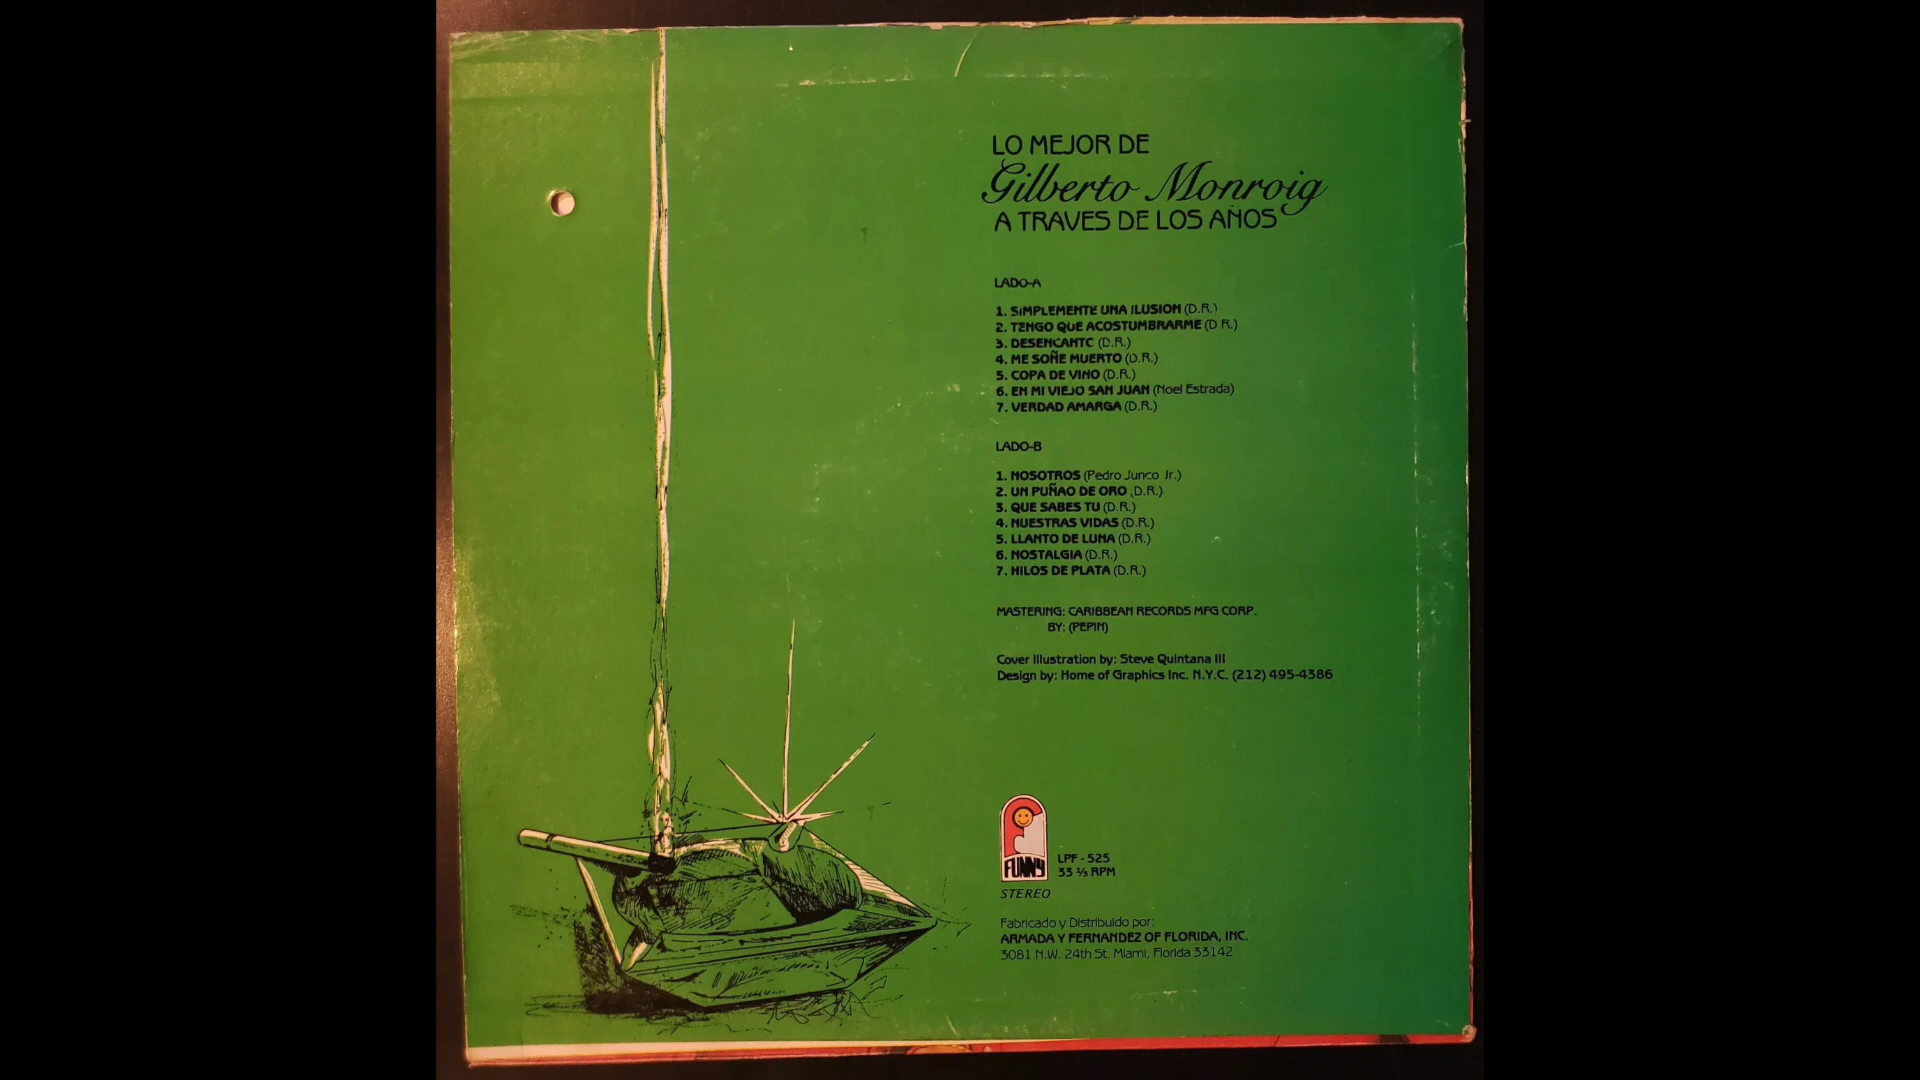 LO MEJOR DE
Gilberto Monroig
A TRAVES DE LOS AÑOS
LADO-A
1. SIMPLEMENTE UNA ILUSION (D.R.)
2. TENGO QUE ACOSTUMBRARME (D.R.)
3. DESENCANTO (D.R.)
4. ME SOÑE MUERTO (D.R.)
5. COPA DE VINO (D.R.)
6. EN MI VIEJO SAN JUAN (Noel Estrada)
7. VERDAD AMARGA (D.R.)
LADO-B
1. NOSOTROS (Pedro Junco Jr.)
2. UN PUÑAO DE ORO (D.R.)
3. QUE SABES TU (D.R.)
4. NUESTRAS VIDAS (D.R.)
5. LLANTO DE LUNA (D.R.)
6. NOSTALGIA (D.R.)
7. HILOS DE PLATA (D.R.)
MASTERING: CARIBBEAN RECORDS MFG CORP.
BY: (PEPIN)
Cover Illustration by: Steve Quintana III
Design by: Home of Graphics Inc. N.Y.C. (212) 495-4386
FUNNY
LPF - 525
33 ⅓ RPM
STEREO
Fabricado y Distribuido por:
ARMADA Y FERNANDEZ OF FLORIDA, INC.
3081 N.W. 24th St. Miami, Florida 33142